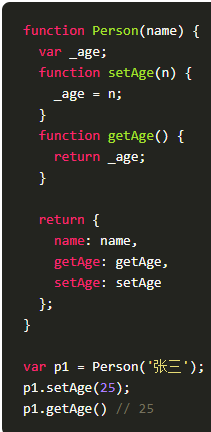 function Person(name) {
  var _age;
  function setAge(n) {
    _age = n;
  }
  function getAge() {
    return _age;
  }

  return {
    name: name,
    getAge: getAge,
    setAge: setAge
  };
}

var p1 = Person('张三');
p1.setAge(25);
p1.getAge() // 25